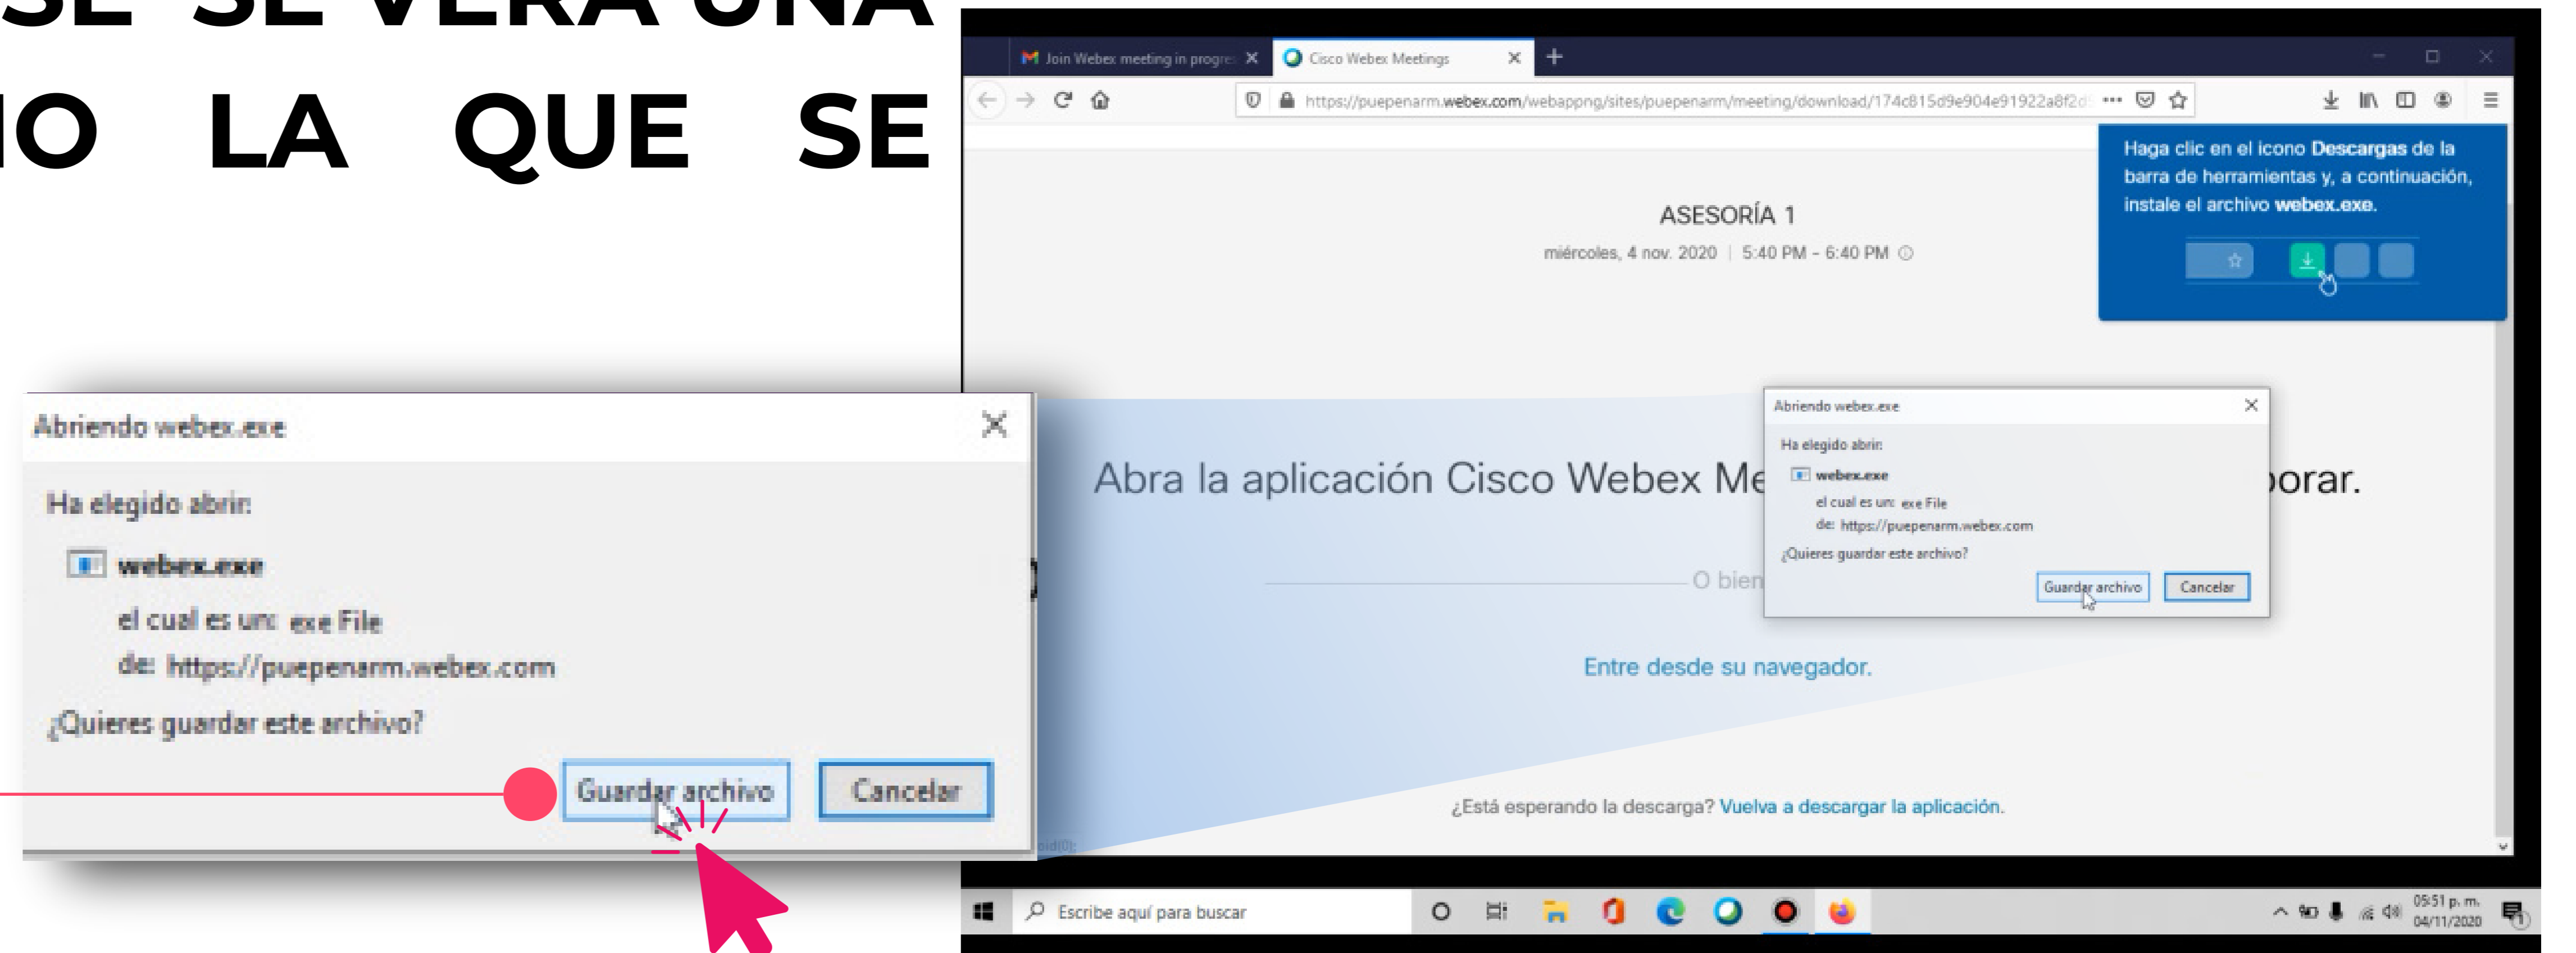 SE SE VERÁ UNA
LA QUE SE
Abriendo webex.exe
Ha elegido abrir:
webex.exe
el cual es un: exe File
de: https://puepenarm.webex.com
¿Quieres guardar este archivo?
Guardar archivo Cancelar
Join Webex meeting in progre
Cisco Webex Meetings
https://puepenarm.webex.com/webappng/sites/puepenarm/meeting/download/174c815d9e904e91922a8f2d
Haga clic en el icono Descargas de la
barra de herramientas y, a continuación,
instale el archivo webex.exe.
ASESORÍA 1
miércoles, 4 nov. 2020 | 5:40 PM - 6:40 PM
Abra la aplicación Cisco Webex Me
orar.
Abriendo webex.exe
Ha elegido abrir:
webex.exe
el cual es un: exe File
de: https://puepenarm.webex.com
¿Quieres guardar este archivo?
Guardar archivo Cancelar
O bien
Entre desde su navegador.
¿Está esperando la descarga? Vuelva a descargar la aplicación.
Escribe aquí para buscar
05:51 p. m.
04/11/2020